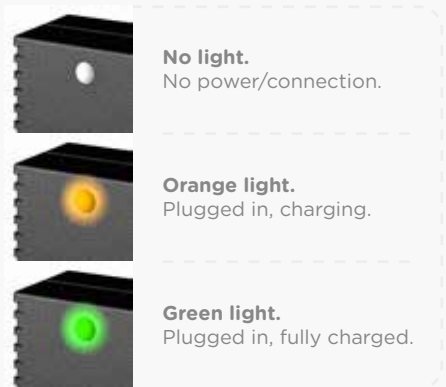 No light.
No power/connection.
Orange light.
Plugged in, charging.
Green light.
Plugged in, fully charged.